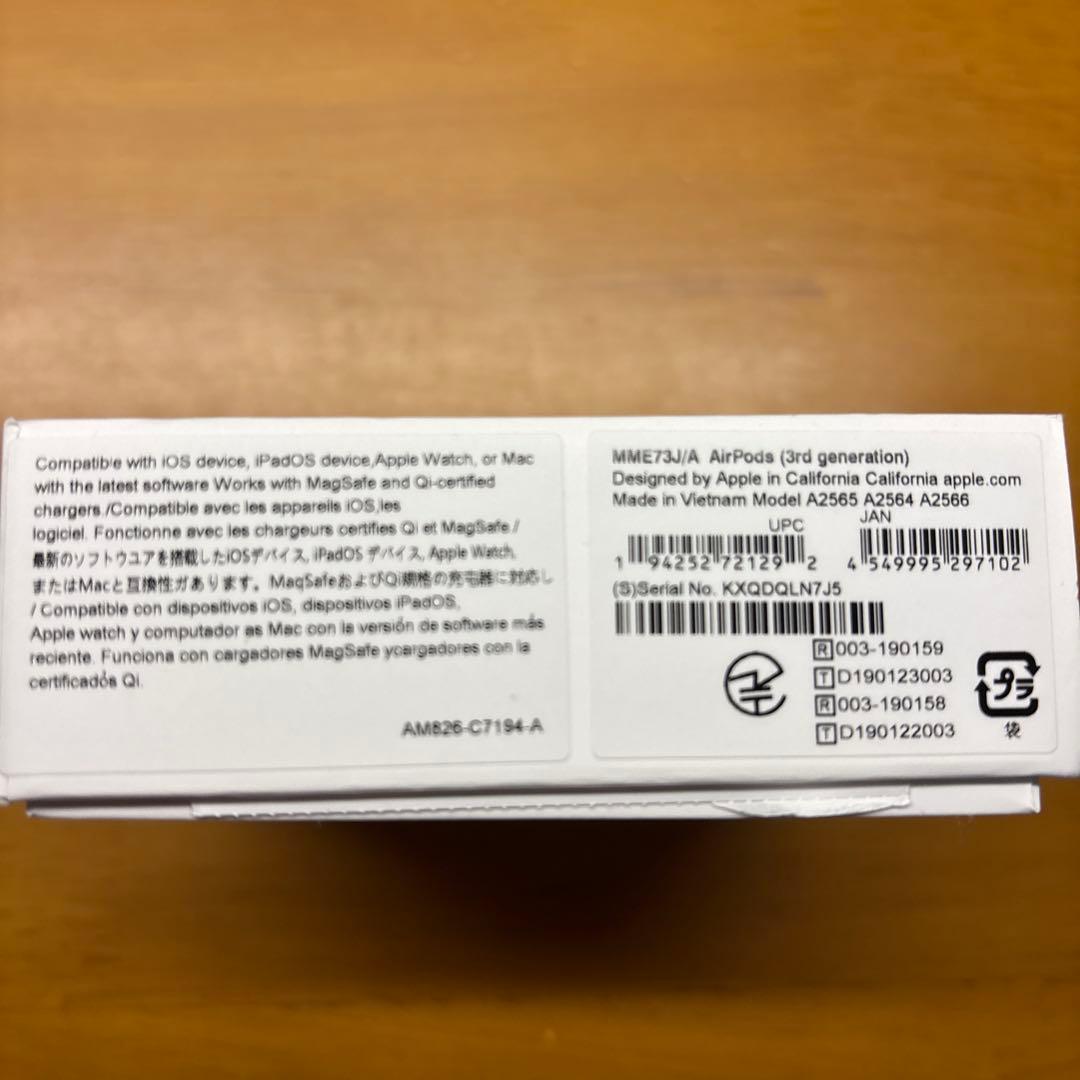 Compatible with iOS device, iPadOS device,Apple Watch, or Mac
with the latest software Works with MagSafe and Qi-certified
chargers /Compatible avec les appareils iOS,les
logiciel. Fonctionne avec les chargeurs certifies Qi et MagSafe /
最新のソフトウユアを搭載したiOSデバイス, iPadOS デバイス, Apple Watch,
またはMacと互換性があります。MagSafeおよびQi規格の充電器に対応し
/ Compatible con dispositivos iOS, dispositivos iPadOS,
Apple watch y computador as Mac con la versión de software más
reciente. Funciona con cargadores MagSafe ycargadores con la
certificadós Qi.
AM826-C7194-A
MME73J/A AirPods (3rd generation)
Designed by Apple in California California apple.com
Made in Vietnam Model A2565 A2564 A2566
UPC
JAN
1 94252 72129 2
4 549995 297102
(S)Serial No. KXQDQLN7J5
R 003-190159
T D190123003
R 003-190158
T D190122003
プラ
袋